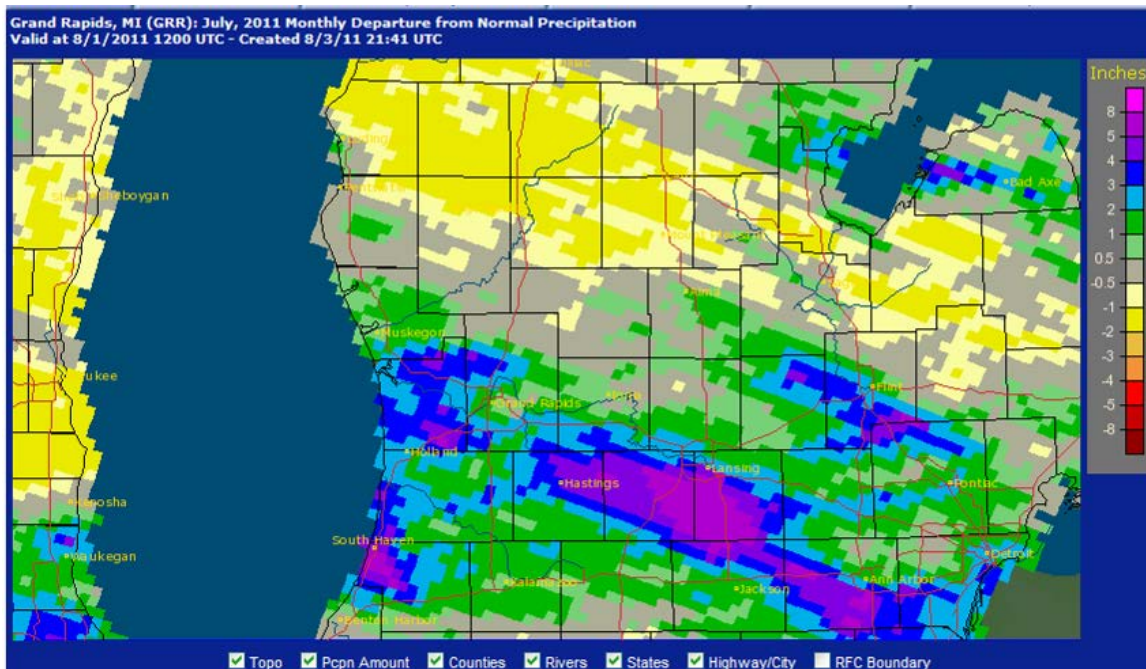 Grand Rapids, MI (GRR): July, 2011 Monthly Departure from Normal Precipitation
Valid at 8/1/2011 1200 UTC - Created 8/3/11 21:41 UTC
Inches
8
5
4
3
2
1
0.5
-0.5
-1
-2
-3
-4
-5
-8
Bad Axe
Sheboygan
Alma
Muskegon
Flint
Grand Rapids
Holland
Lansing
Hastings
Pontiac
Kenosha
South Haven
Waukegan
Detroit
Kalamazoo
Jackson
Ann Arbor
Benton Harbor
Topo
Pcpn Amount
Counties
Rivers
States
Highway/City
RFC Boundary